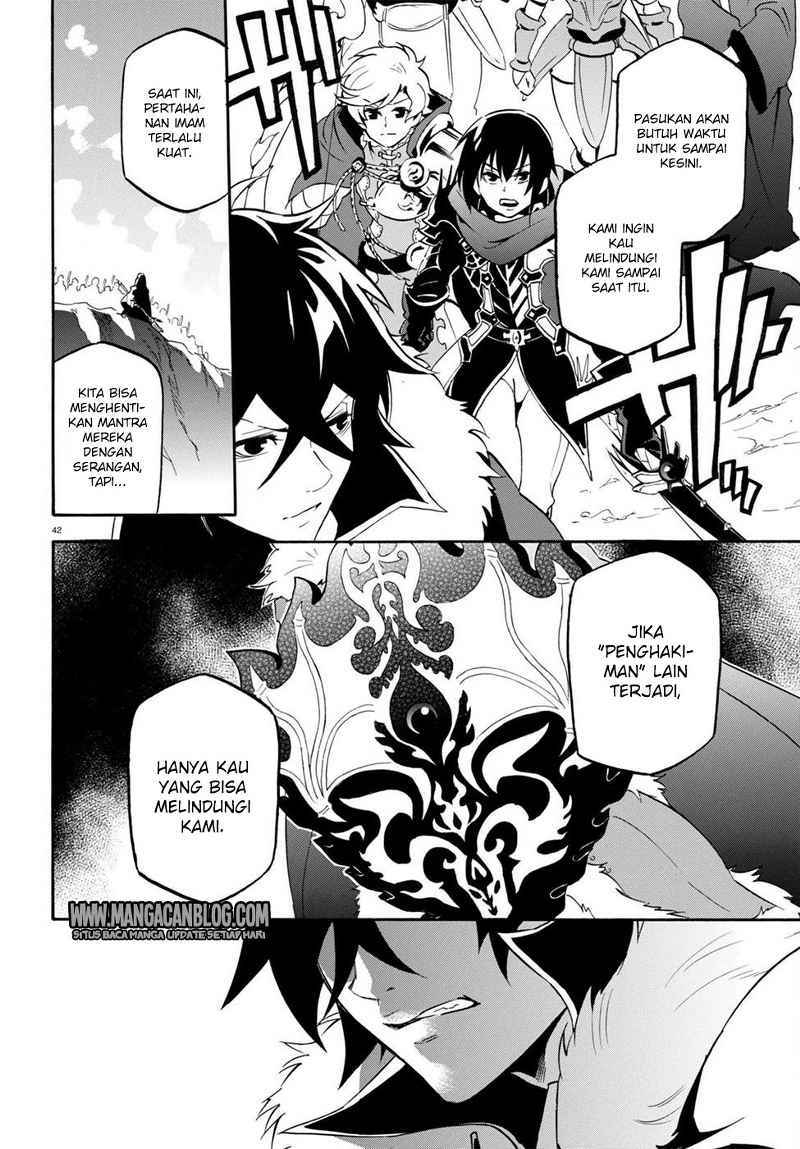 PASUKAN AKAN
BUTUH WAKTU
UNTUK SAMPAI
KESINI.
KAMI INGIN
KAU
MELINDUNGI
KAMI SAMPAI
SAAT ITU.
SAAT INI,
PERTAHA-
NAN IMAM
TERLALU
KUAT.
KITA BISA
MENGHENTI-
KAN MANTRA
MEREKA
DENGAN
SERANGAN,
TAPI...
42
JIKA
"PENGHAKI-
MAN" LAIN
TERJADI,
HANYA KAU
YANG BISA
MELINDUNGI
KAMI.
WWW.MANGACANBLOG.COM
SITUS BACA MANGA UPDATE SETIAP HARI